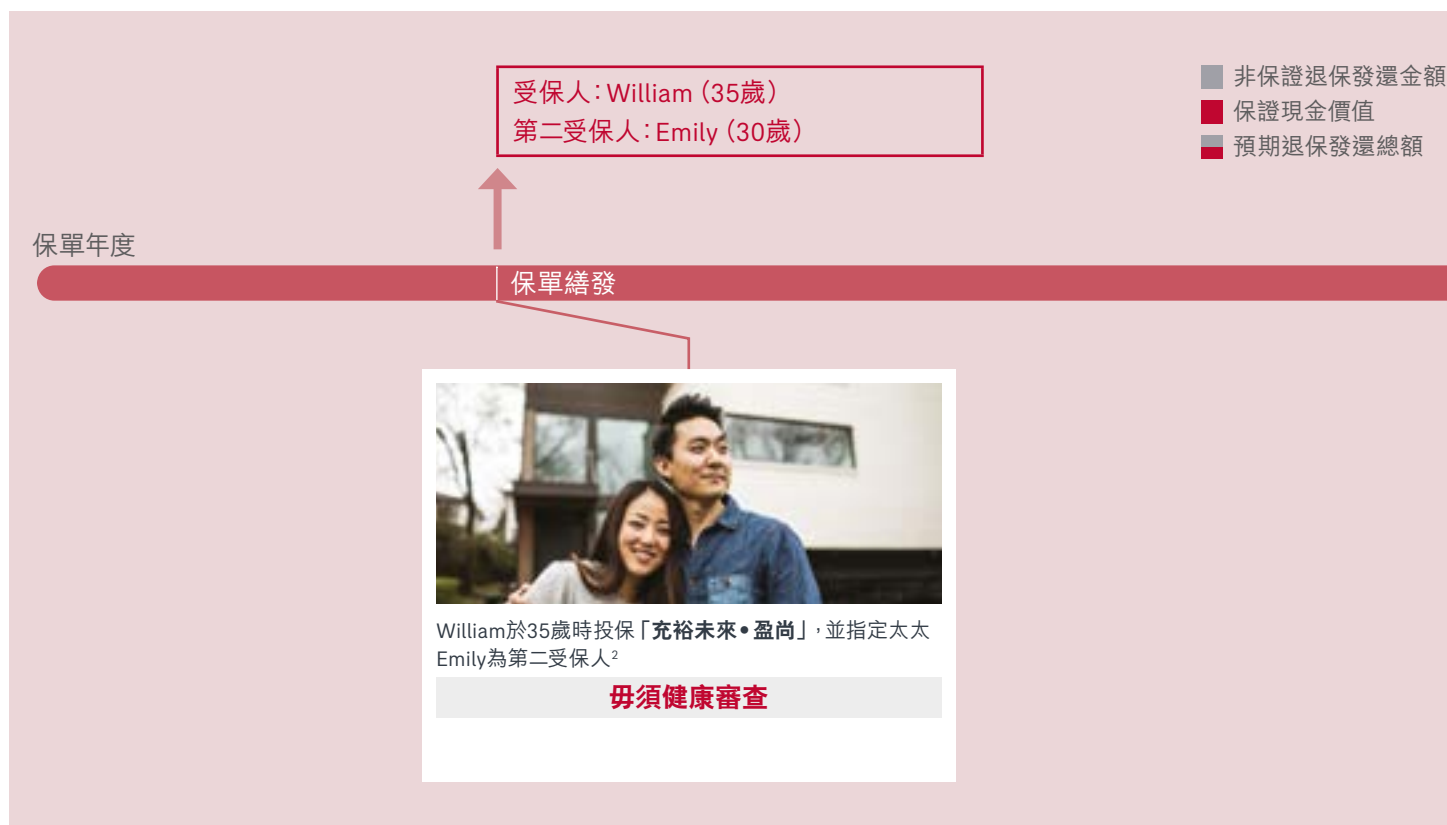 受保人：William（35歲）
第二受保人：Emily（30歲）
非保證退保發還金額
保證現金價值
預期退保發還總額
保單年度
保單繕發
William於35歲時投保「充裕未來•盈尚」，並指定太太
Emily為第二受保人²
毋須健康審查